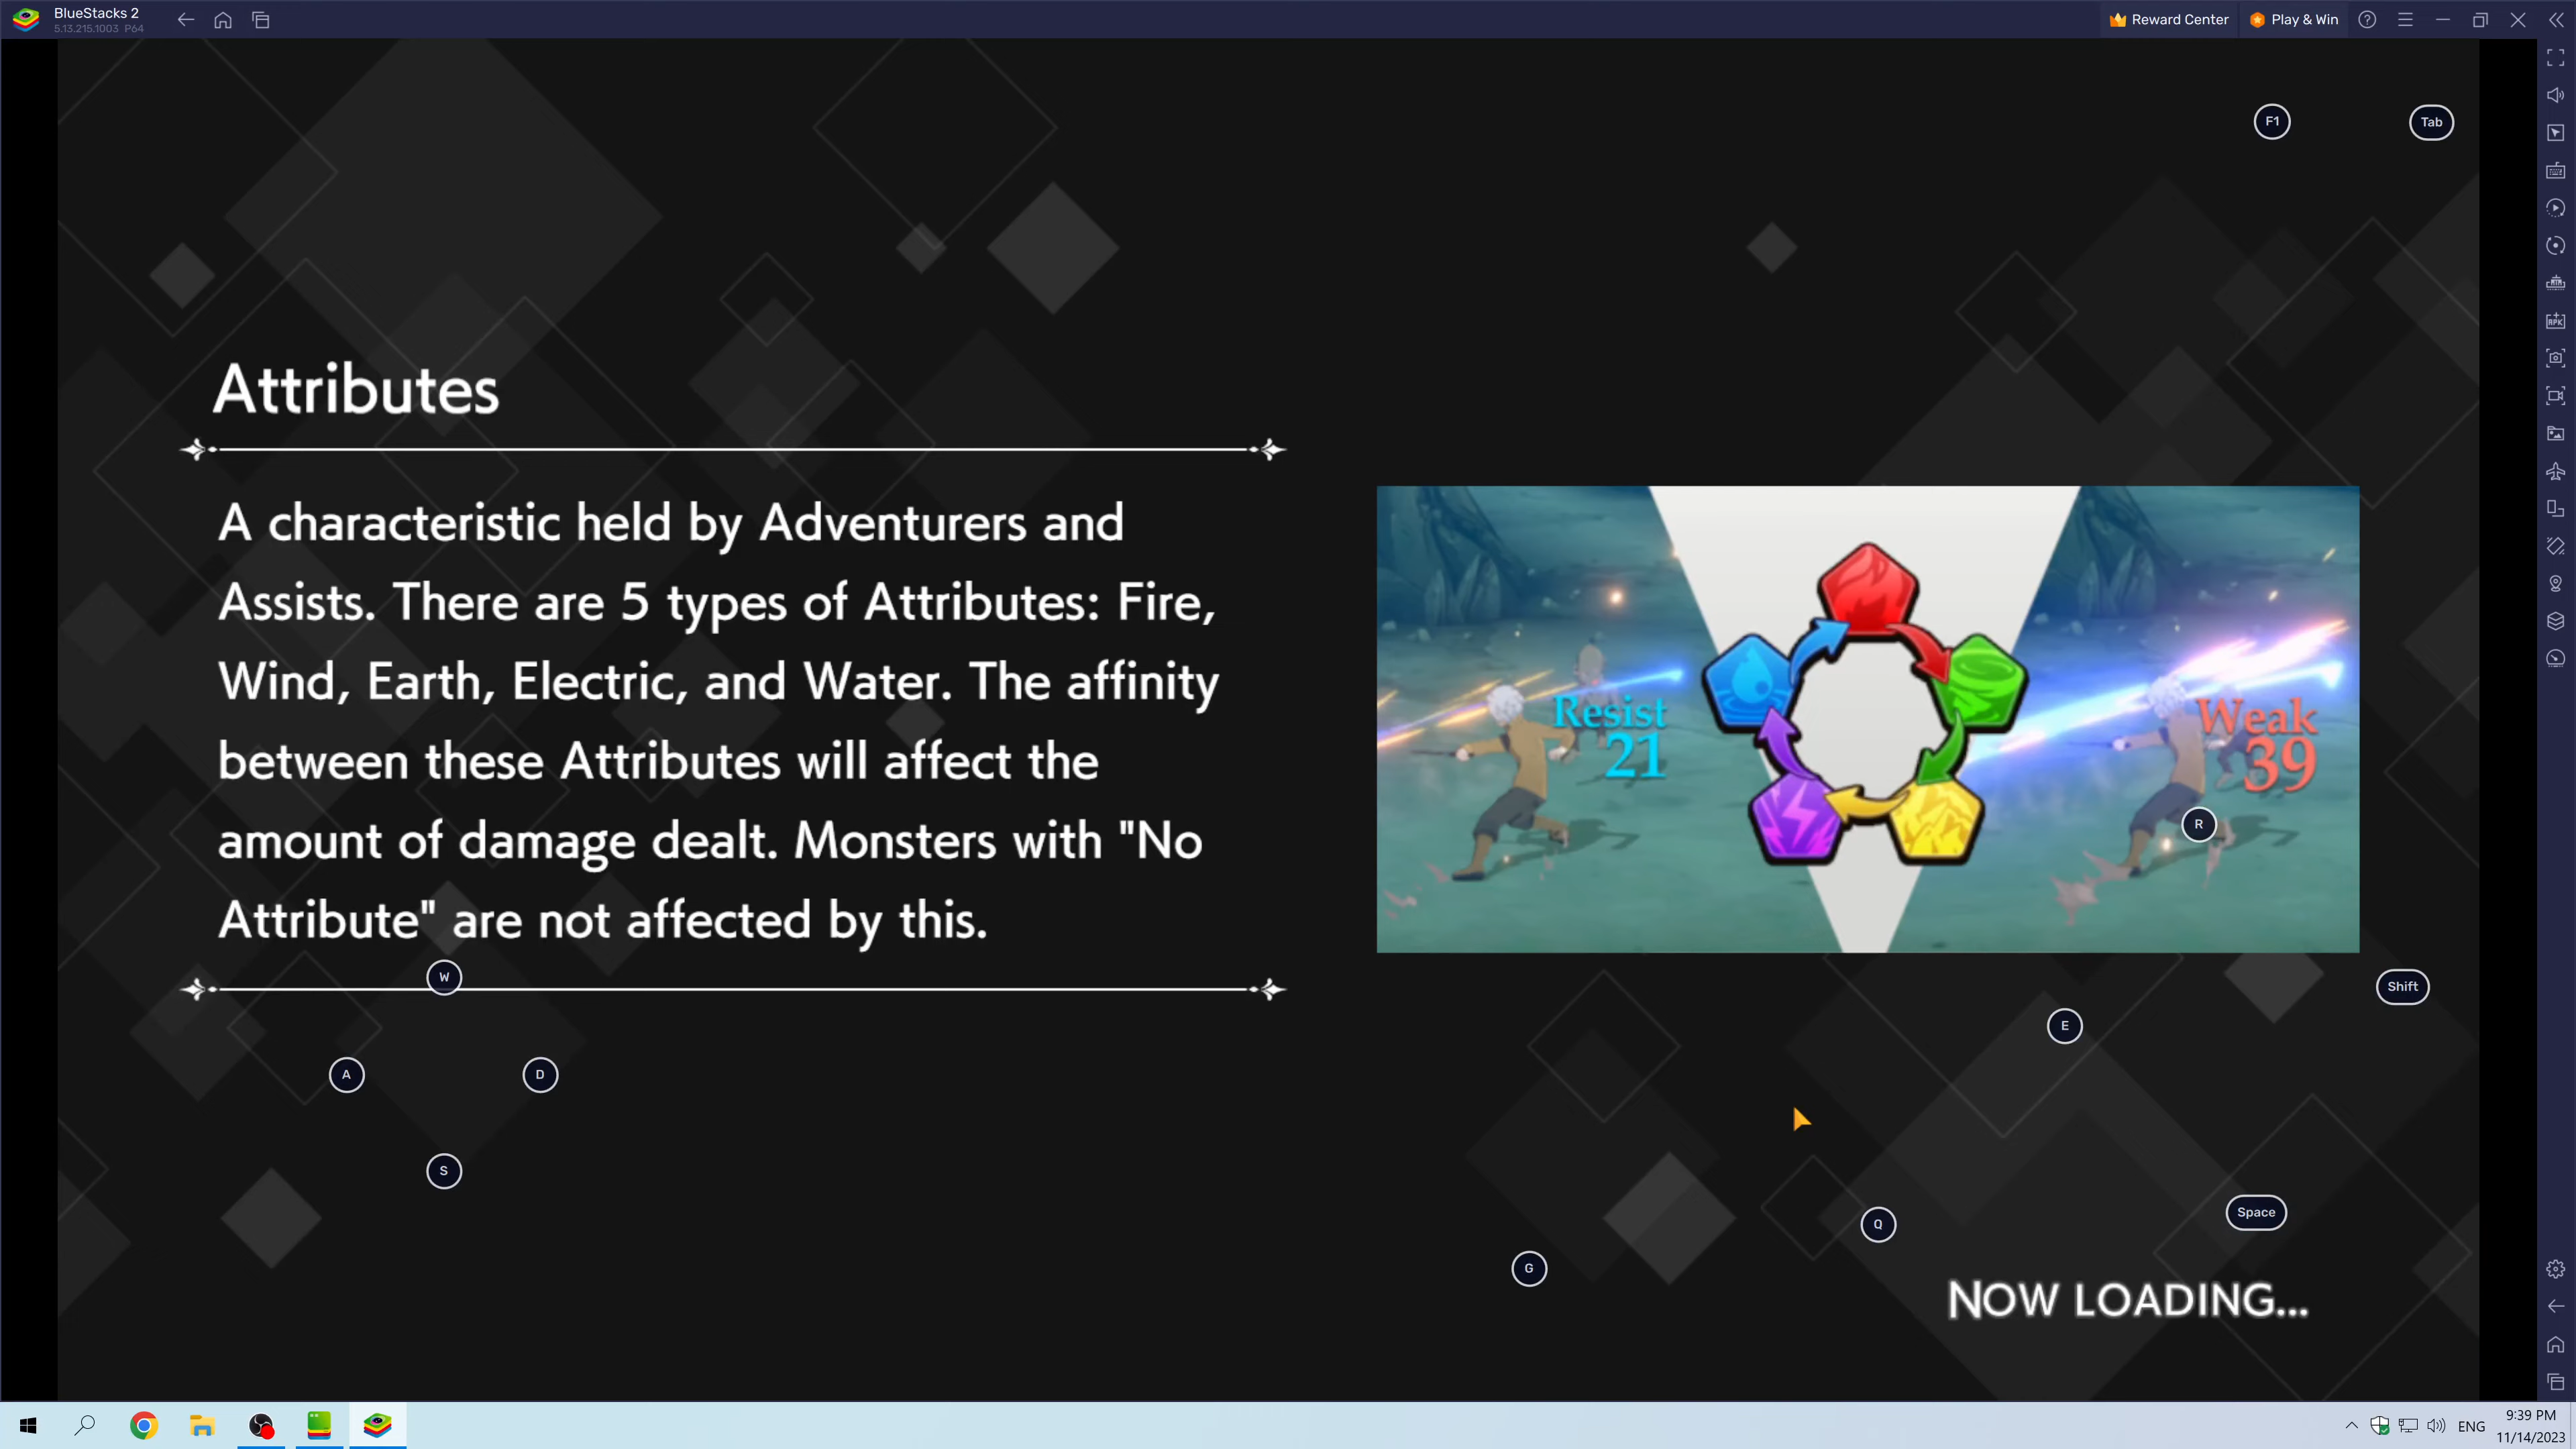 BlueStacks 2
5.13.215.1003 P64
Reward Center
Play & Win
F1
Tab
Attributes
A characteristic held by Adventurers and
Assists. There are 5 types of Attributes: Fire,
Wind, Earth, Electric, and Water. The affinity
between these Attributes will affect the
amount of damage dealt. Monsters with "No
Attribute" are not affected by this.
Resist
21
Weak
39
R
W
A
D
S
Shift
E
Q
Space
G
NOW LOADING...
ENG
9:39 PM
11/14/2023